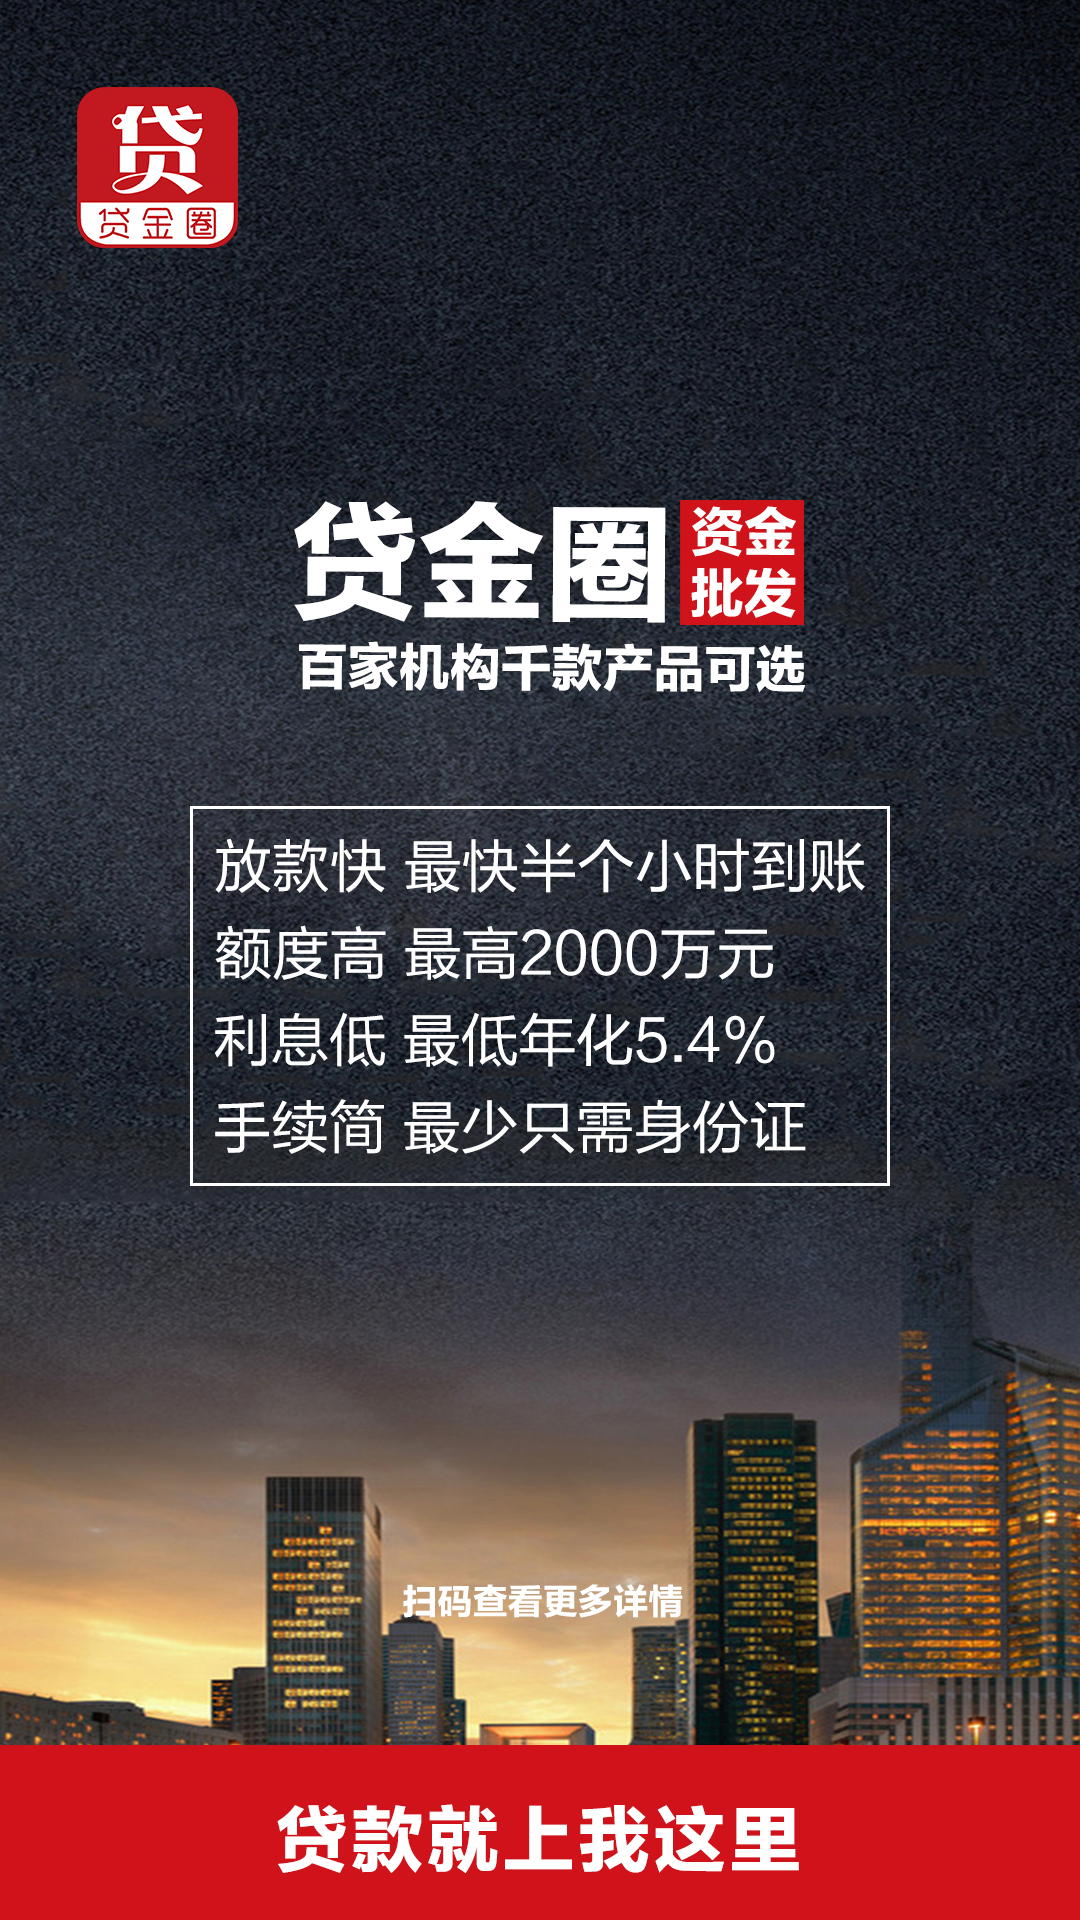 贷
贷金圈
贷金圈
资金
批发
百家机构千款产品可选
放款快 最快半个小时到账
额度高 最高2000万元
利息低 最低年化5.4%
手续简 最少只需身份证
扫码查看更多详情
贷款就上我这里